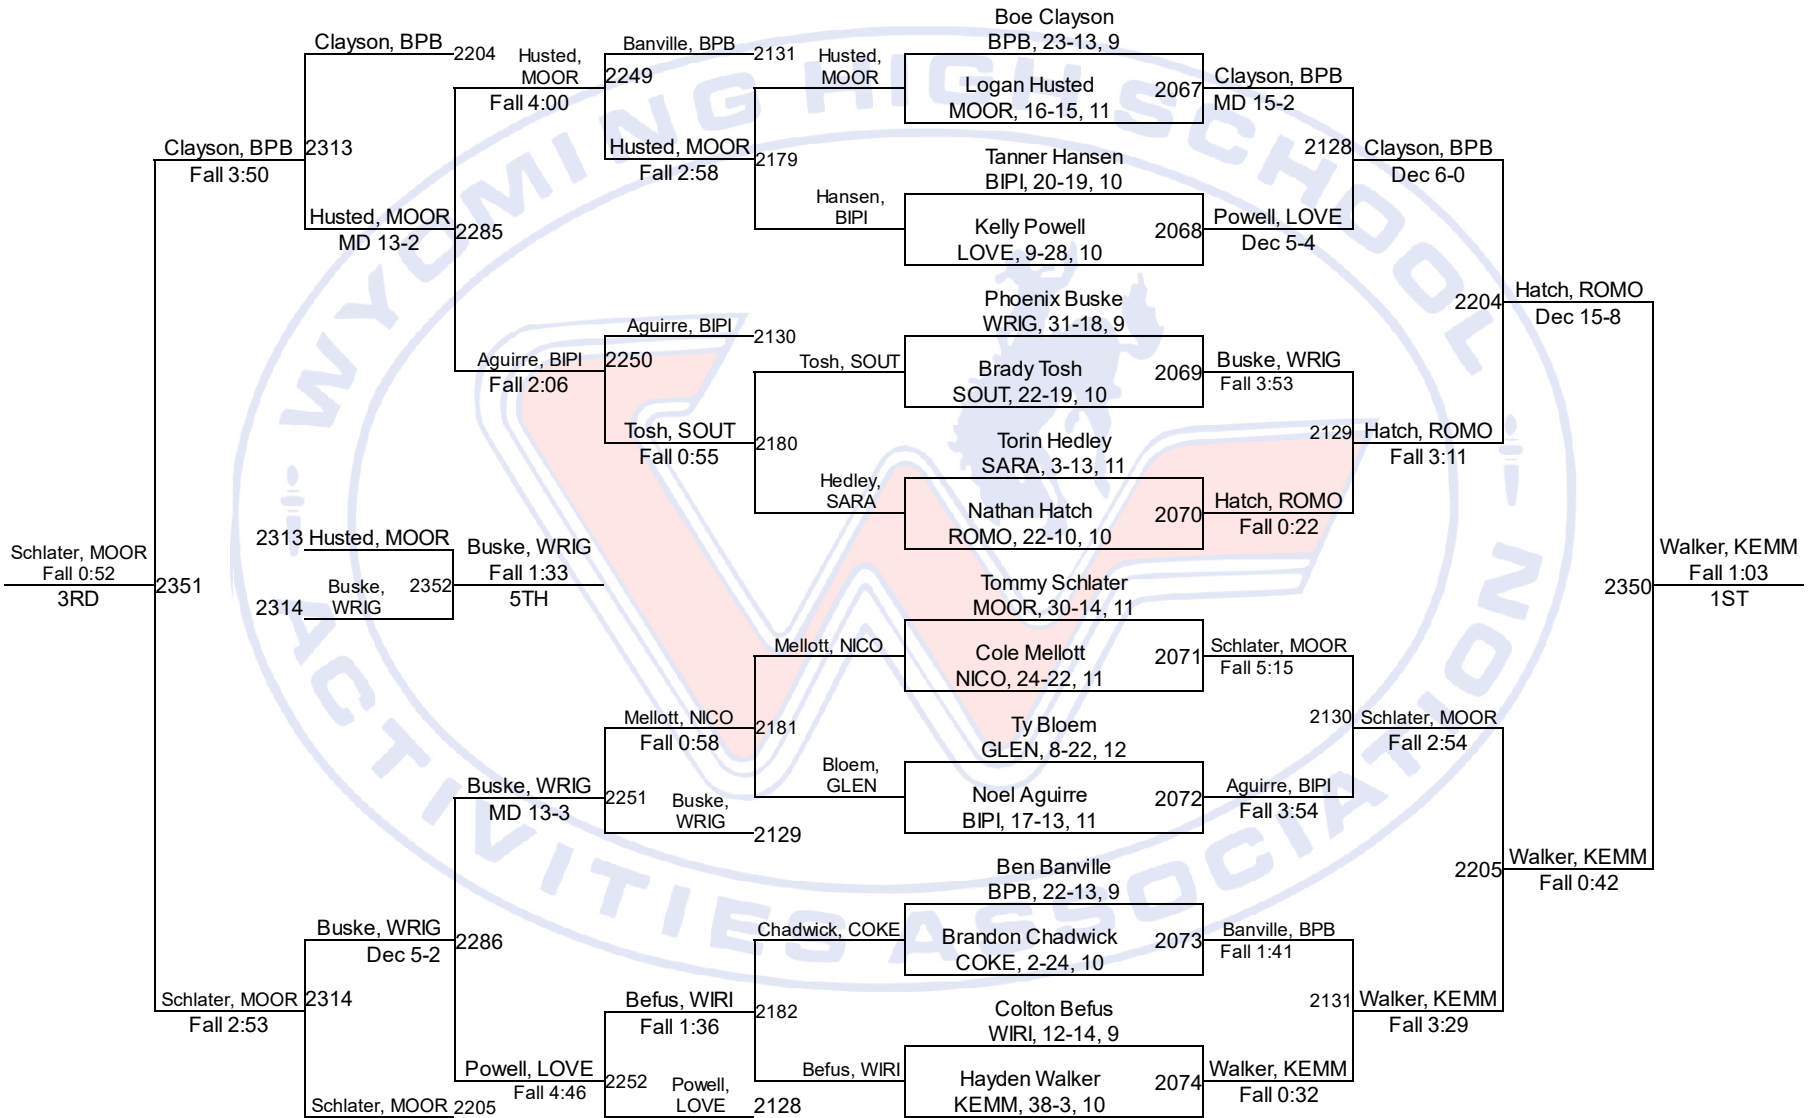 Boe Clayson
BPB, 23-13, 9
Clayson, BPB
2204
Husted,
MOOR
Fall 4:00
2249
Banville, BPB
2131
Husted,
MOOR
Logan Husted
MOOR, 16-15, 11
2067
Clayson, BPB
MD 15-2
Clayson, BPB
Fall 3:50
2313
Husted, MOOR
Fall 2:58
2179
Tanner Hansen
BIPI, 20-19, 10
2128
Clayson, BPB
Dec 6-0
Husted, MOOR
MD 13-2
2285
Hansen,
BIPI
Kelly Powell
LOVE, 9-28, 10
2068
Powell, LOVE
Dec 5-4
Phoenix Buske
WRIG, 31-18, 9
2204
Hatch, ROMO
Dec 15-8
Aguirre, BIPI
2130
Aguirre, BIPI
Fall 2:06
2250
Tosh, SOUT
Brady Tosh
SOUT, 22-19, 10
2069
Buske, WRIG
Fall 3:53
Tosh, SOUT
Fall 0:55
2180
Torin Hedley
SARA, 3-13, 11
2129
Hatch, ROMO
Fall 3:11
Hedley,
SARA
Nathan Hatch
ROMO, 22-10, 10
2070
Hatch, ROMO
Fall 0:22
2313
Husted, MOOR
Buske, WRIG
Fall 1:33
5TH
Schlater, MOOR
Fall 0:52
3RD
2351
2314
Buske,
WRIG
2352
Tommy Schlater
MOOR, 30-14, 11
2350
Walker, KEMM
Fall 1:03
1ST
Mellott, NICO
Cole Mellott
NICO, 24-22, 11
2071
Schlater, MOOR
Fall 5:15
Mellott, NICO
Fall 0:58
2181
Ty Bloem
GLEN, 8-22, 12
2130
Schlater, MOOR
Fall 2:54
Buske, WRIG
MD 13-3
2251
Buske,
WRIG
2129
Bloem,
GLEN
Noel Aguirre
BIPI, 17-13, 11
2072
Aguirre, BIPI
Fall 3:54
Ben Banville
BPB, 22-13, 9
2205
Walker, KEMM
Fall 0:42
Buske, WRIG
Dec 5-2
2286
Chadwick, COKE
Brandon Chadwick
COKE, 2-24, 10
2073
Banville, BPB
Fall 1:41
Schlater, MOOR
Fall 2:53
2314
Befus, WIRI
Fall 1:36
2182
Colton Befus
WIRI, 12-14, 9
2131
Walker, KEMM
Fall 3:29
Powell, LOVE
Fall 4:46
2252
Powell,
LOVE
2128
Befus, WIRI
Hayden Walker
KEMM, 38-3, 10
2074
Walker, KEMM
Fall 0:32
Schlater, MOOR
2205
WYOMING HIGH SCHOOL
ACTIVITIES ASSOCIATION